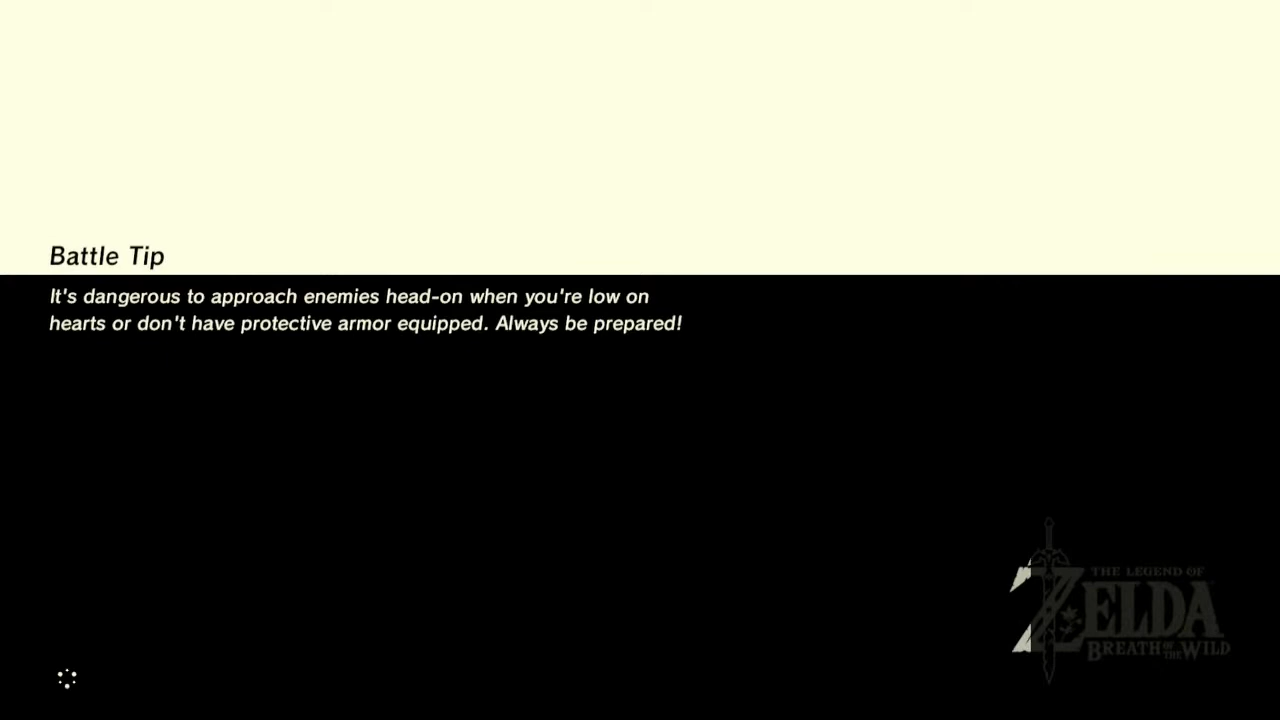 Battle Tip
It's dangerous to approach enemies head-on when you're low on
hearts or don't have protective armor equipped. Always be prepared!
THE LEGEND OF
ZELDA
BREATH OF THE WILD